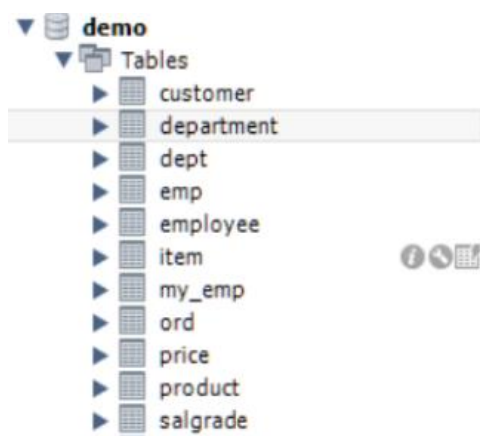 demo
Tables
customer
department
dept
emp
employee
item
my_emp
ord
price
product
salgrade